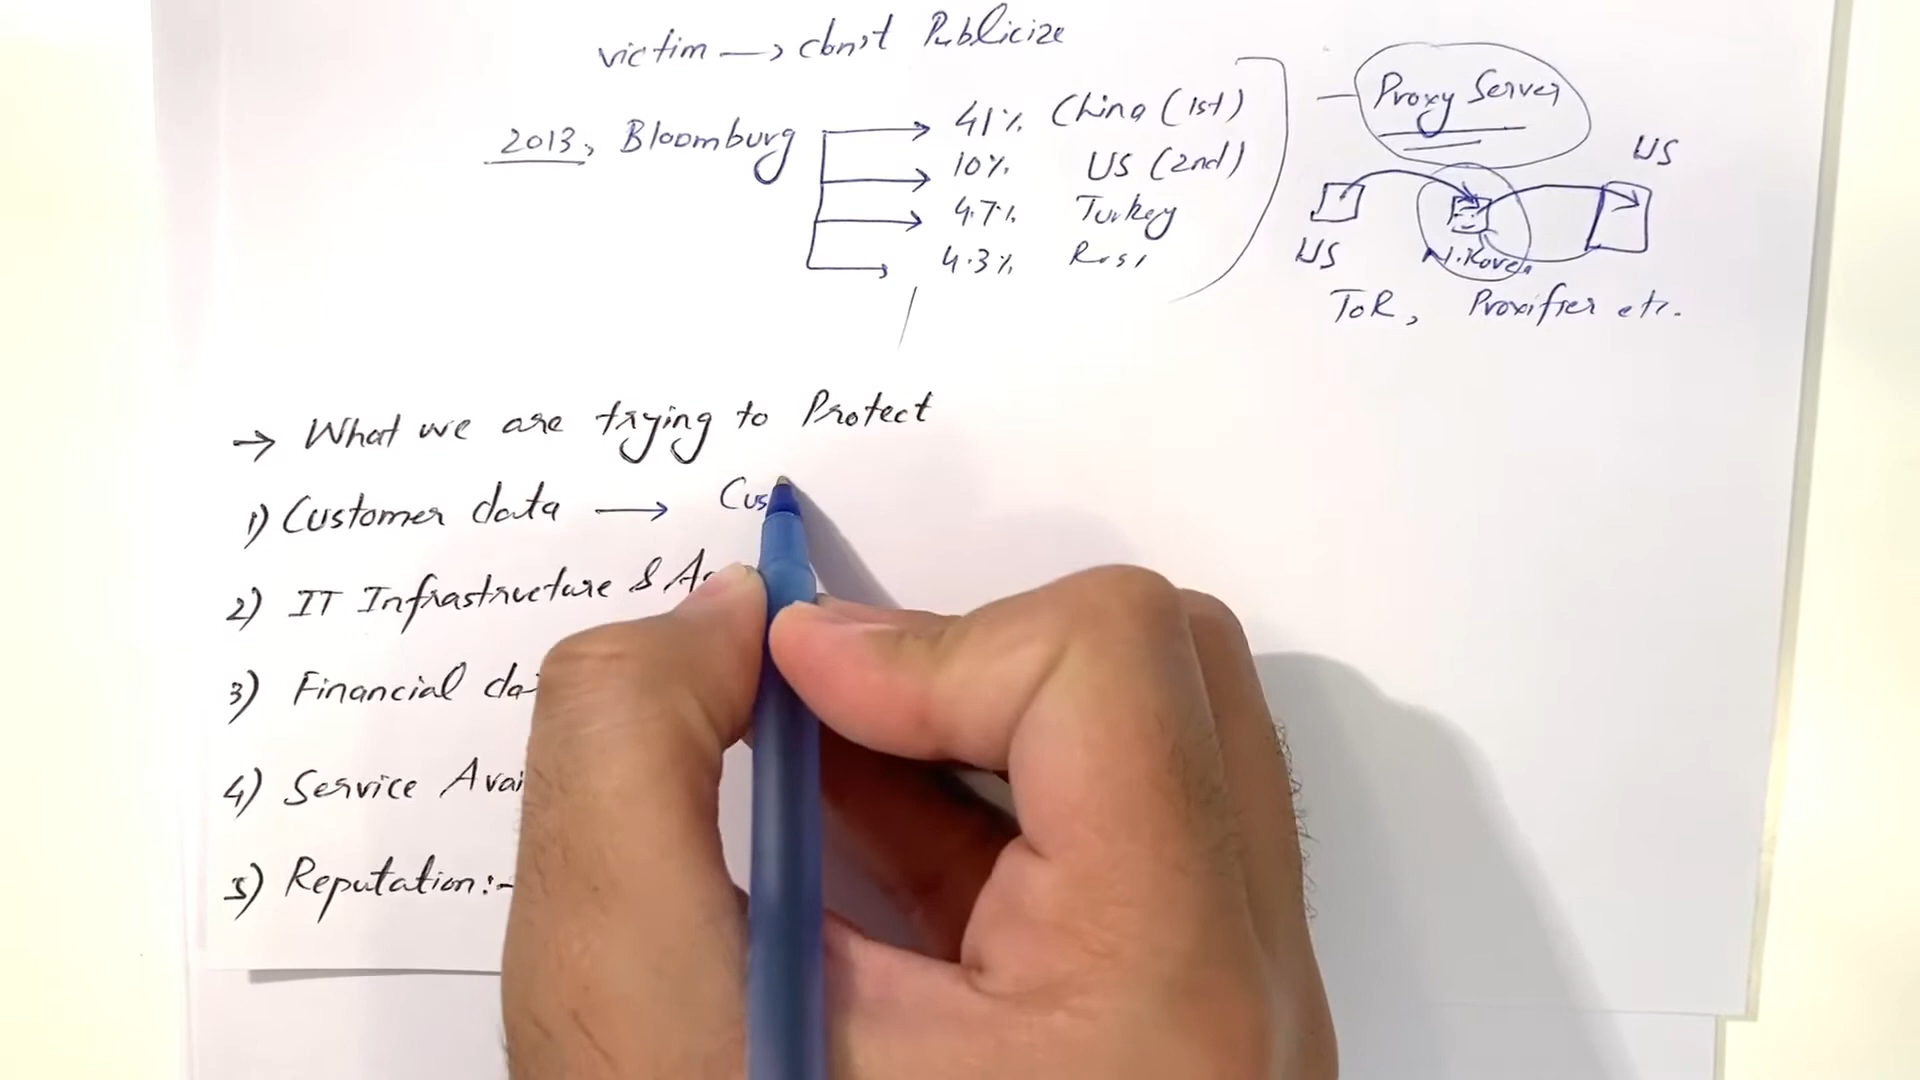 victim → don't Publicize
2013, Bloomburg
41% China (1st)
10% US (2nd)
4.7% Turkey
4.3%
Proxy Server
US
US
N.Korea
ToR, Proxifier etc.
→ What we are trying to Protect
1) Customer data → Cus
2) IT Infrastructure &
3) Financial
4) Service
5) Reputation:-